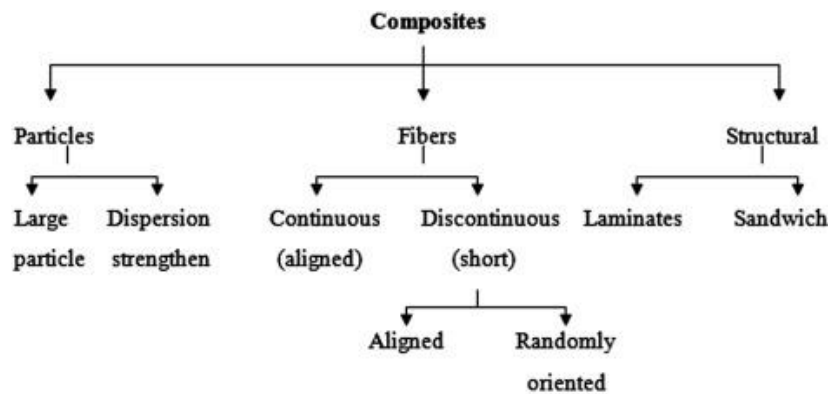 Composites
Particles Fibers Structural
Large Dispersion Continuous Discontinuous Laminates Sandwich
particle strengthen (aligned) (short)
Aligned Randomly
oriented